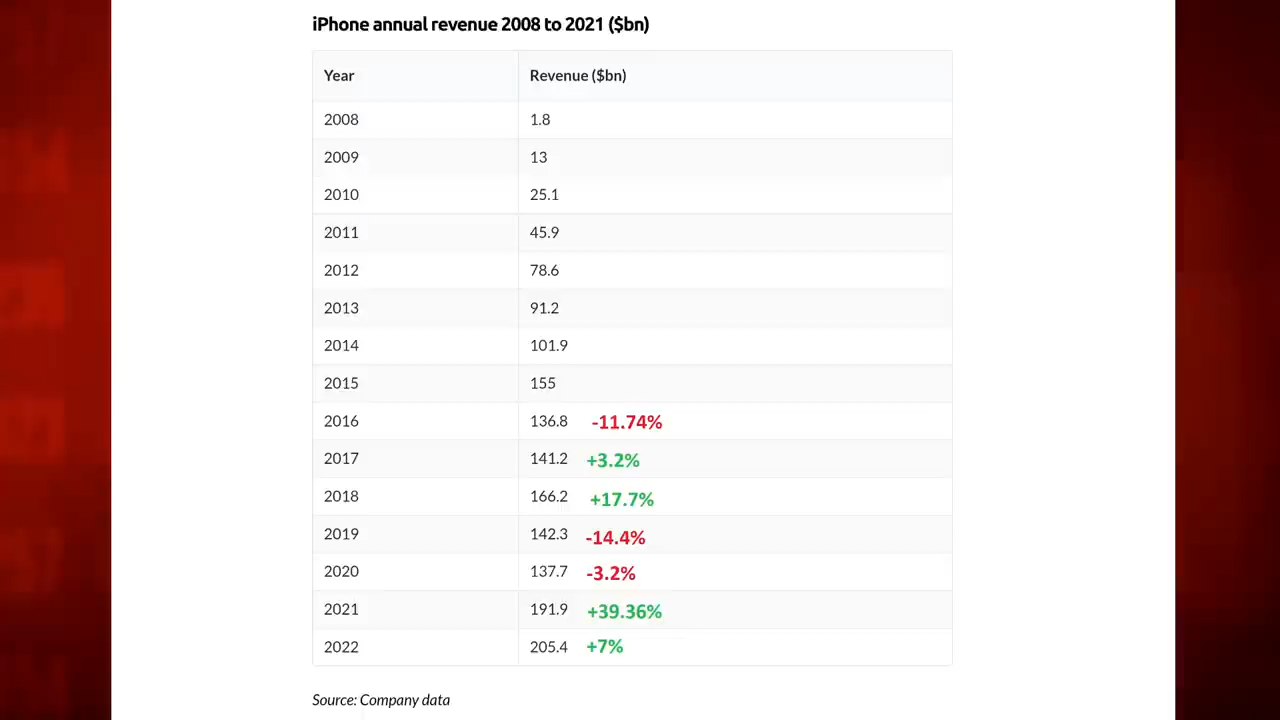 iPhone annual revenue 2008 to 2021 ($bn)
Year Revenue ($bn)
2008 1.8
2009 13
2010 25.1
2011 45.9
2012 78.6
2013 91.2
2014 101.9
2015 155
2016 136.8 -11.74%
2017 141.2 +3.2%
2018 166.2 +17.7%
2019 142.3 -14.4%
2020 137.7 -3.2%
2021 191.9 +39.36%
2022 205.4 +7%
Source: Company data